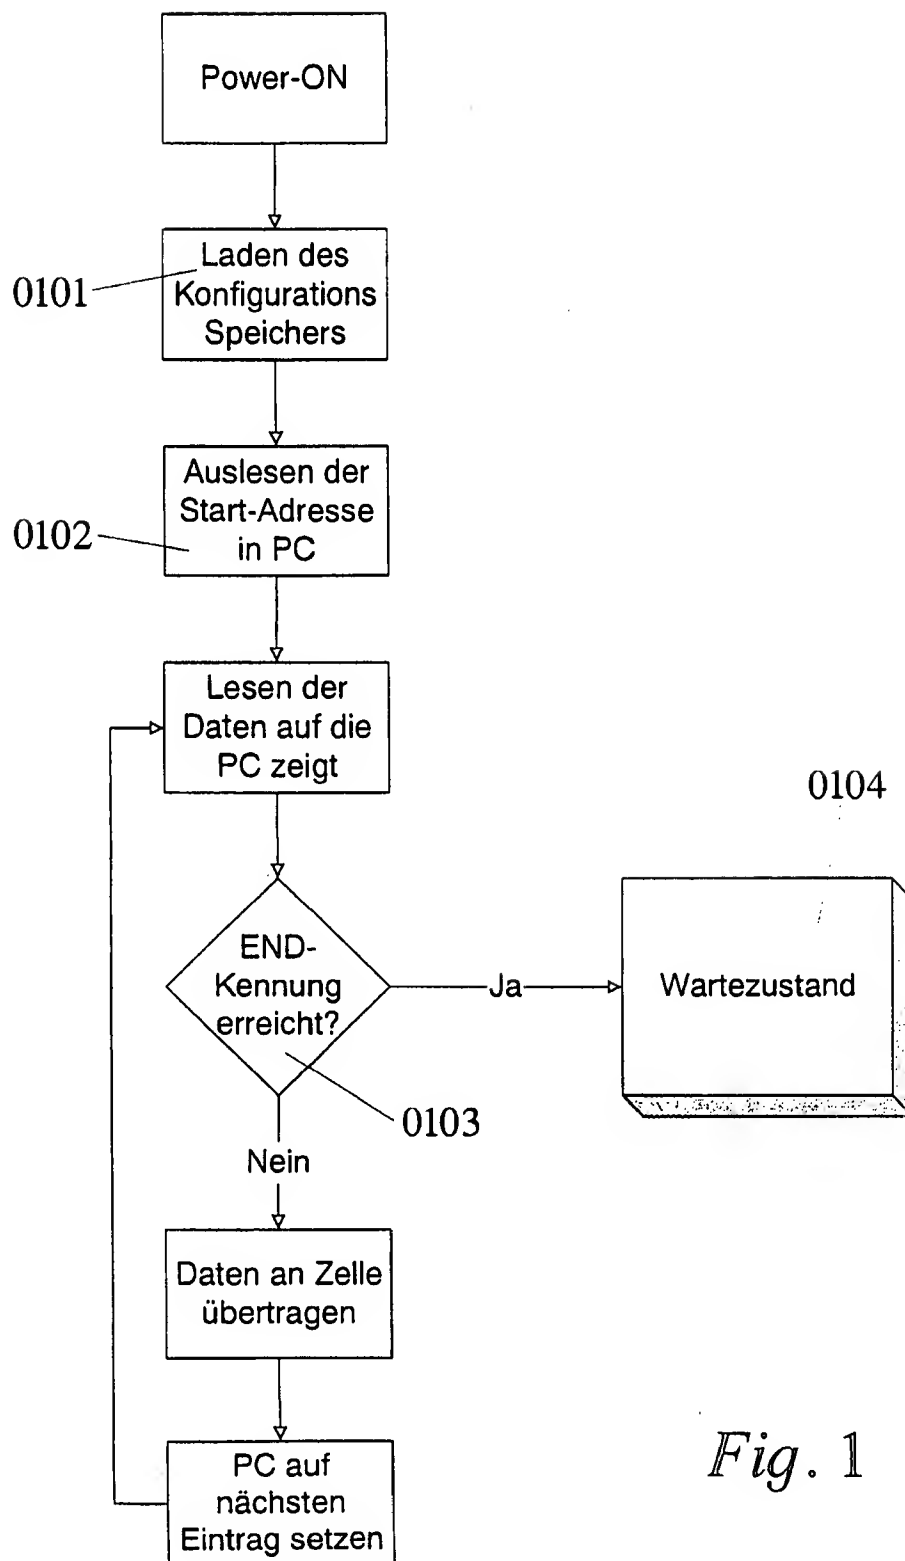 Power-ON
0101
Laden des
Konfigurations
Speichers
0102
Auslesen der
Start-Adresse
in PC
Lesen der
Daten auf die
PC zeigt
END-
Kennung
erreicht?
0103
Ja
0104
Wartezustand
Nein
Daten an Zelle
übertragen
PC auf
nächsten
Eintrag setzen
Fig. 1